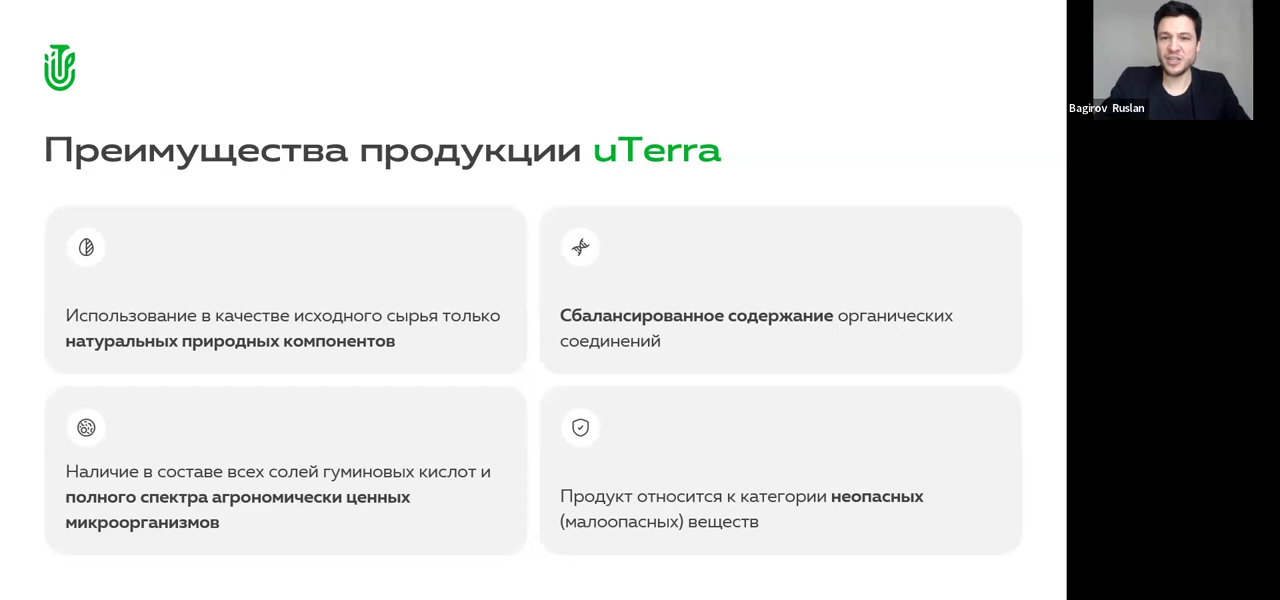 Преимущества продукции uTerra
Использование в качестве исходного сырья только
натуральных природных компонентов
Сбалансированное содержание органических
соединений
Наличие в составе всех солей гуминовых кислот и
полного спектра агрономически ценных
микроорганизмов
Продукт относится к категории неопасных
(малоопасных) веществ
Bagirov Ruslan